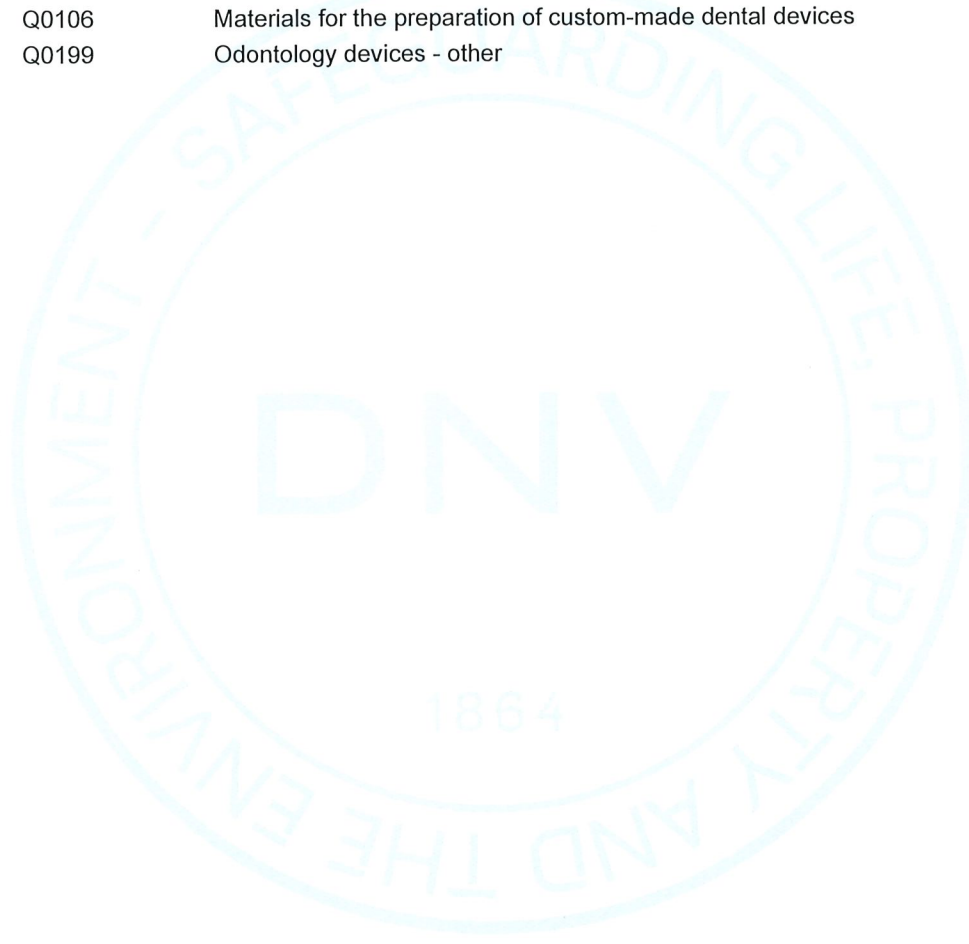 Q0106 Materials for the preparation of custom-made dental devices
Q0199 Odontology devices - other
SAFEGUARDING LIFE, PROPERTY AND THE ENVIRONMENT -
DNV
1864